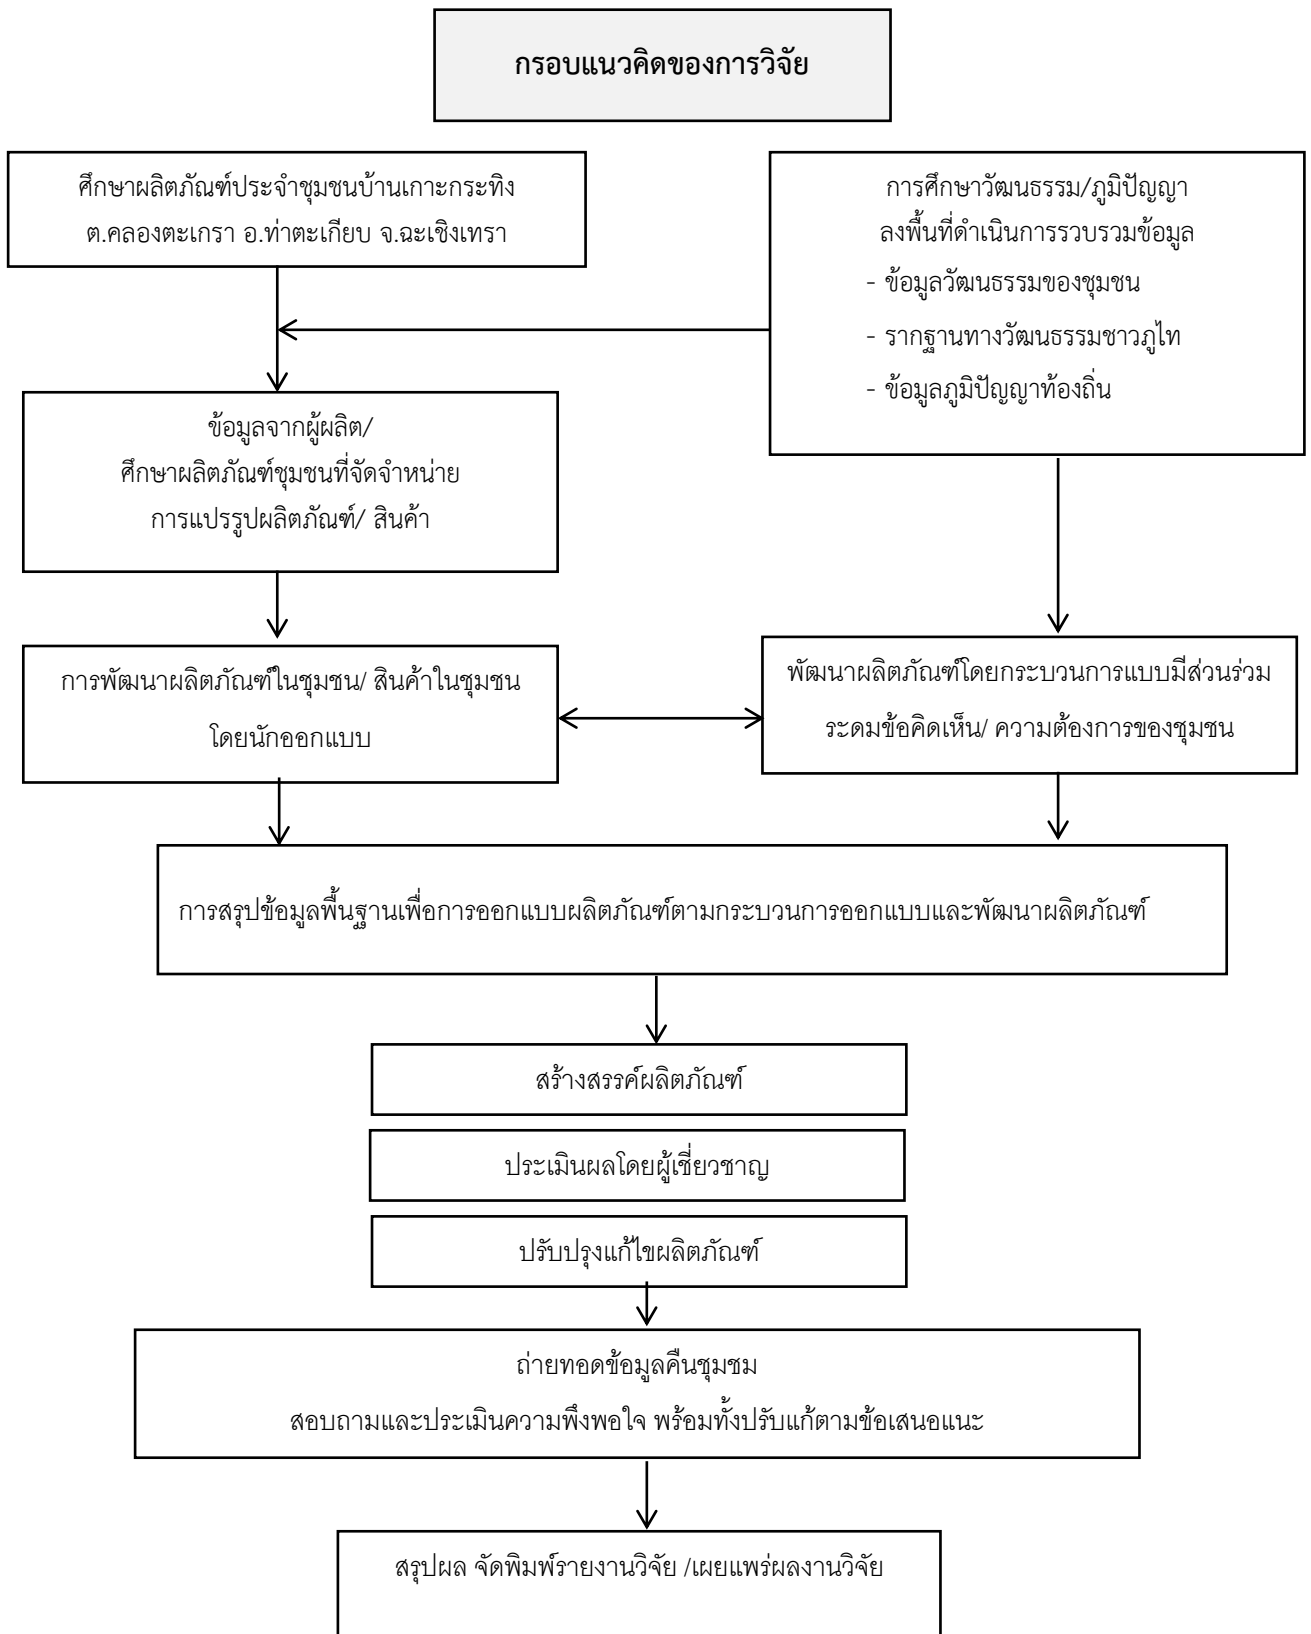 กรอบแนวคิดของการวิจัย
ศึกษาผลิตภัณฑ์ประจำชุมชนบ้านเกาะกระทิง
ต.คลองตะเกรา อ.ท่าตะเกียบ จ.ฉะเชิงเทรา
การศึกษาวัฒนธรรม/ภูมิปัญญา
ลงพื้นที่ดำเนินการรวบรวมข้อมูล
- ข้อมูลวัฒนธรรมของชุมชน
- รากฐานทางวัฒนธรรมชาวภูไท
- ข้อมูลภูมิปัญญาท้องถิ่น
ข้อมูลจากผู้ผลิต/
ศึกษาผลิตภัณฑ์ชุมชนที่จัดจำหน่าย
การแปรรูปผลิตภัณฑ์/ สินค้า
การพัฒนาผลิตภัณฑ์ในชุมชน/ สินค้าในชุมชน
โดยนักออกแบบ
พัฒนาผลิตภัณฑ์โดยกระบวนการแบบมีส่วนร่วม
ระดมข้อคิดเห็น/ ความต้องการของชุมชน
การสรุปข้อมูลพื้นฐานเพื่อการออกแบบผลิตภัณฑ์ตามกระบวนการออกแบบและพัฒนาผลิตภัณฑ์
สร้างสรรค์ผลิตภัณฑ์
ประเมินผลโดยผู้เชี่ยวชาญ
ปรับปรุงแก้ไขผลิตภัณฑ์
ถ่ายทอดข้อมูลคืนชุมชม
สอบถามและประเมินความพึงพอใจ พร้อมทั้งปรับแก้ตามข้อเสนอแนะ
สรุปผล จัดพิมพ์รายงานวิจัย /เผยแพร่ผลงานวิจัย